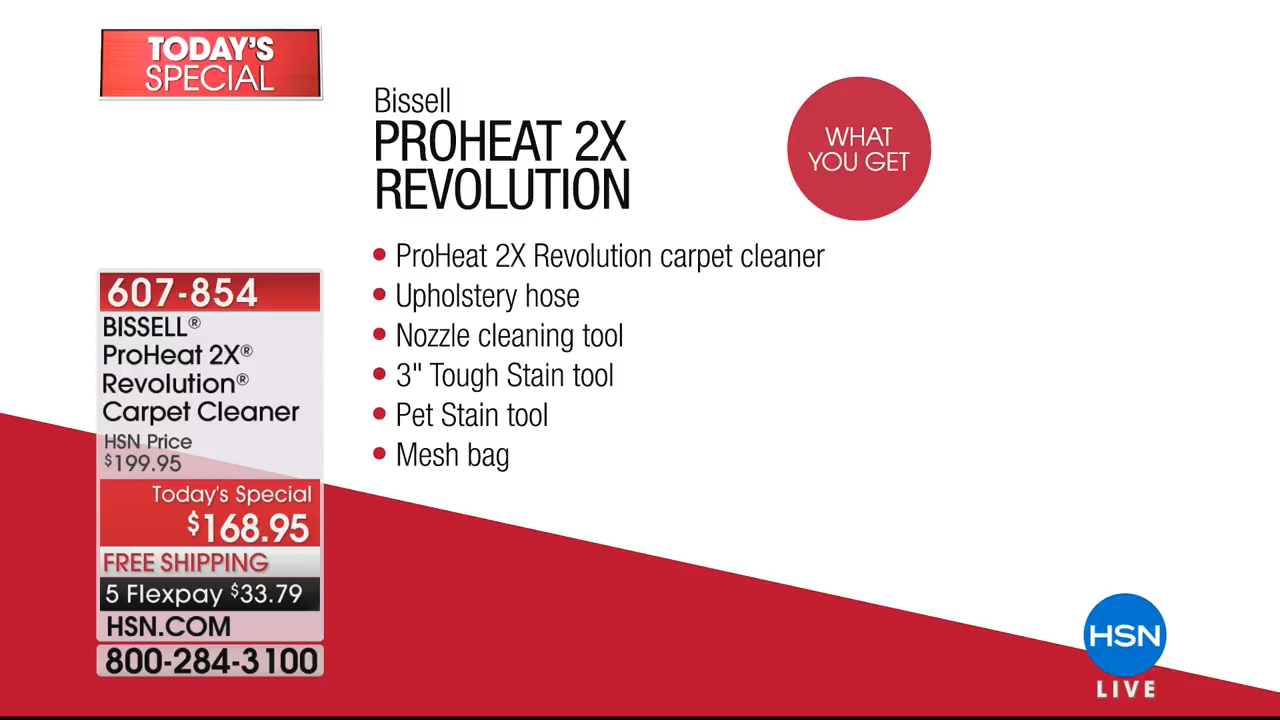 TODAY'S
SPECIAL
Bissell
PROHEAT 2X
REVOLUTION
WHAT
YOU GET
• ProHeat 2X Revolution carpet cleaner
• Upholstery hose
• Nozzle cleaning tool
• 3" Tough Stain tool
• Pet Stain tool
• Mesh bag
607-854
BISSELL®
ProHeat 2X®
Revolution®
Carpet Cleaner
HSN Price
$199.95
Today's Special
$168.95
FREE SHIPPING
5 Flexpay $33.79
HSN.COM
800-284-3100
HSN
LIVE